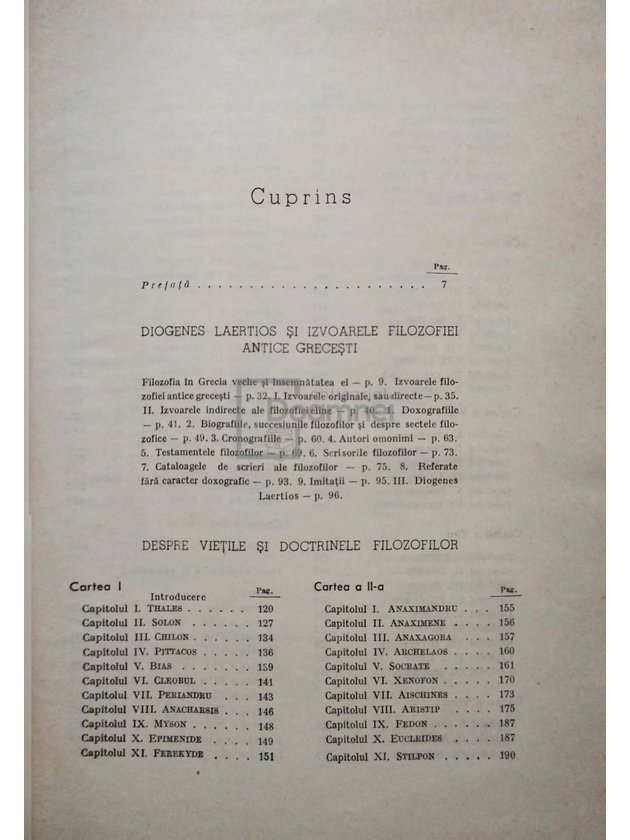 Cuprins
Pag.
Prefață . . . . . . . . . . . . . . . . . . . . . . 7
DIOGENES LAERTIOS ȘI IZVOARELE FILOZOFIEI
ANTICE GRECEȘTI
Filozofia în Grecia veche și însemnătatea ei — p. 9. Izvoarele filo-
zofiei antice grecești — p. 32. I. Izvoarele originale, sau directe — p. 35.
II. Izvoarele indirecte ale filozofiei eline — p. 40. 1. Doxografiile
— p. 41. 2. Biografiile, succesiunile filozofilor și despre sectele filo-
zofice — p. 49. 3. Cronografiile — p. 60. 4. Autori omonimi — p. 63.
5. Testamentele filozofilor — p. 69. 6. Scrisorile filozofilor — p. 73.
7. Cataloagele de scrieri ale filozofilor — p. 75. 8. Referate
fără caracter doxografic — p. 93. 9. Imitații — p. 95. III. Diogenes
Laertios — p. 96.
DESPRE VIEȚILE ȘI DOCTRINELE FILOZOFILOR
Cartea I
Pag.
Introducere
Capitolul I. THALES . . . . . . 120
Capitolul II. SOLON . . . . . 127
Capitolul III. CHILON . . . . . 134
Capitolul IV. PITTACOS . . . . 136
Capitolul V. BIAS . . . . . . 139
Capitolul VI. CLEOBUL . . . . 141
Capitolul VII. PERIANDRU . . . 143
Capitolul VIII. ANACHARSIS . . . 146
Capitolul IX. MYSON . . . . . 148
Capitolul X. EPIMENIDE . . . . 149
Capitolul XI. FEREKYDE . . . . 151
Cartea a II-a
Pag.
Capitolul I. ANAXIMANDRU . . . 155
Capitolul II. ANAXIMENE . . . . 156
Capitolul III. ANAXAGORA . . . . 157
Capitolul IV. ARCHELAOS . . . . 160
Capitolul V. SOCRATE . . . . . 161
Capitolul VI. XENOFON . . . . 170
Capitolul VII. AISCHINES . . . . 173
Capitolul VIII. ARISTIP . . . . 175
Capitolul IX. FEDON . . . . . 187
Capitolul X. EUCLEIDES . . . . 187
Capitolul XI. STILPON . . . . . 190